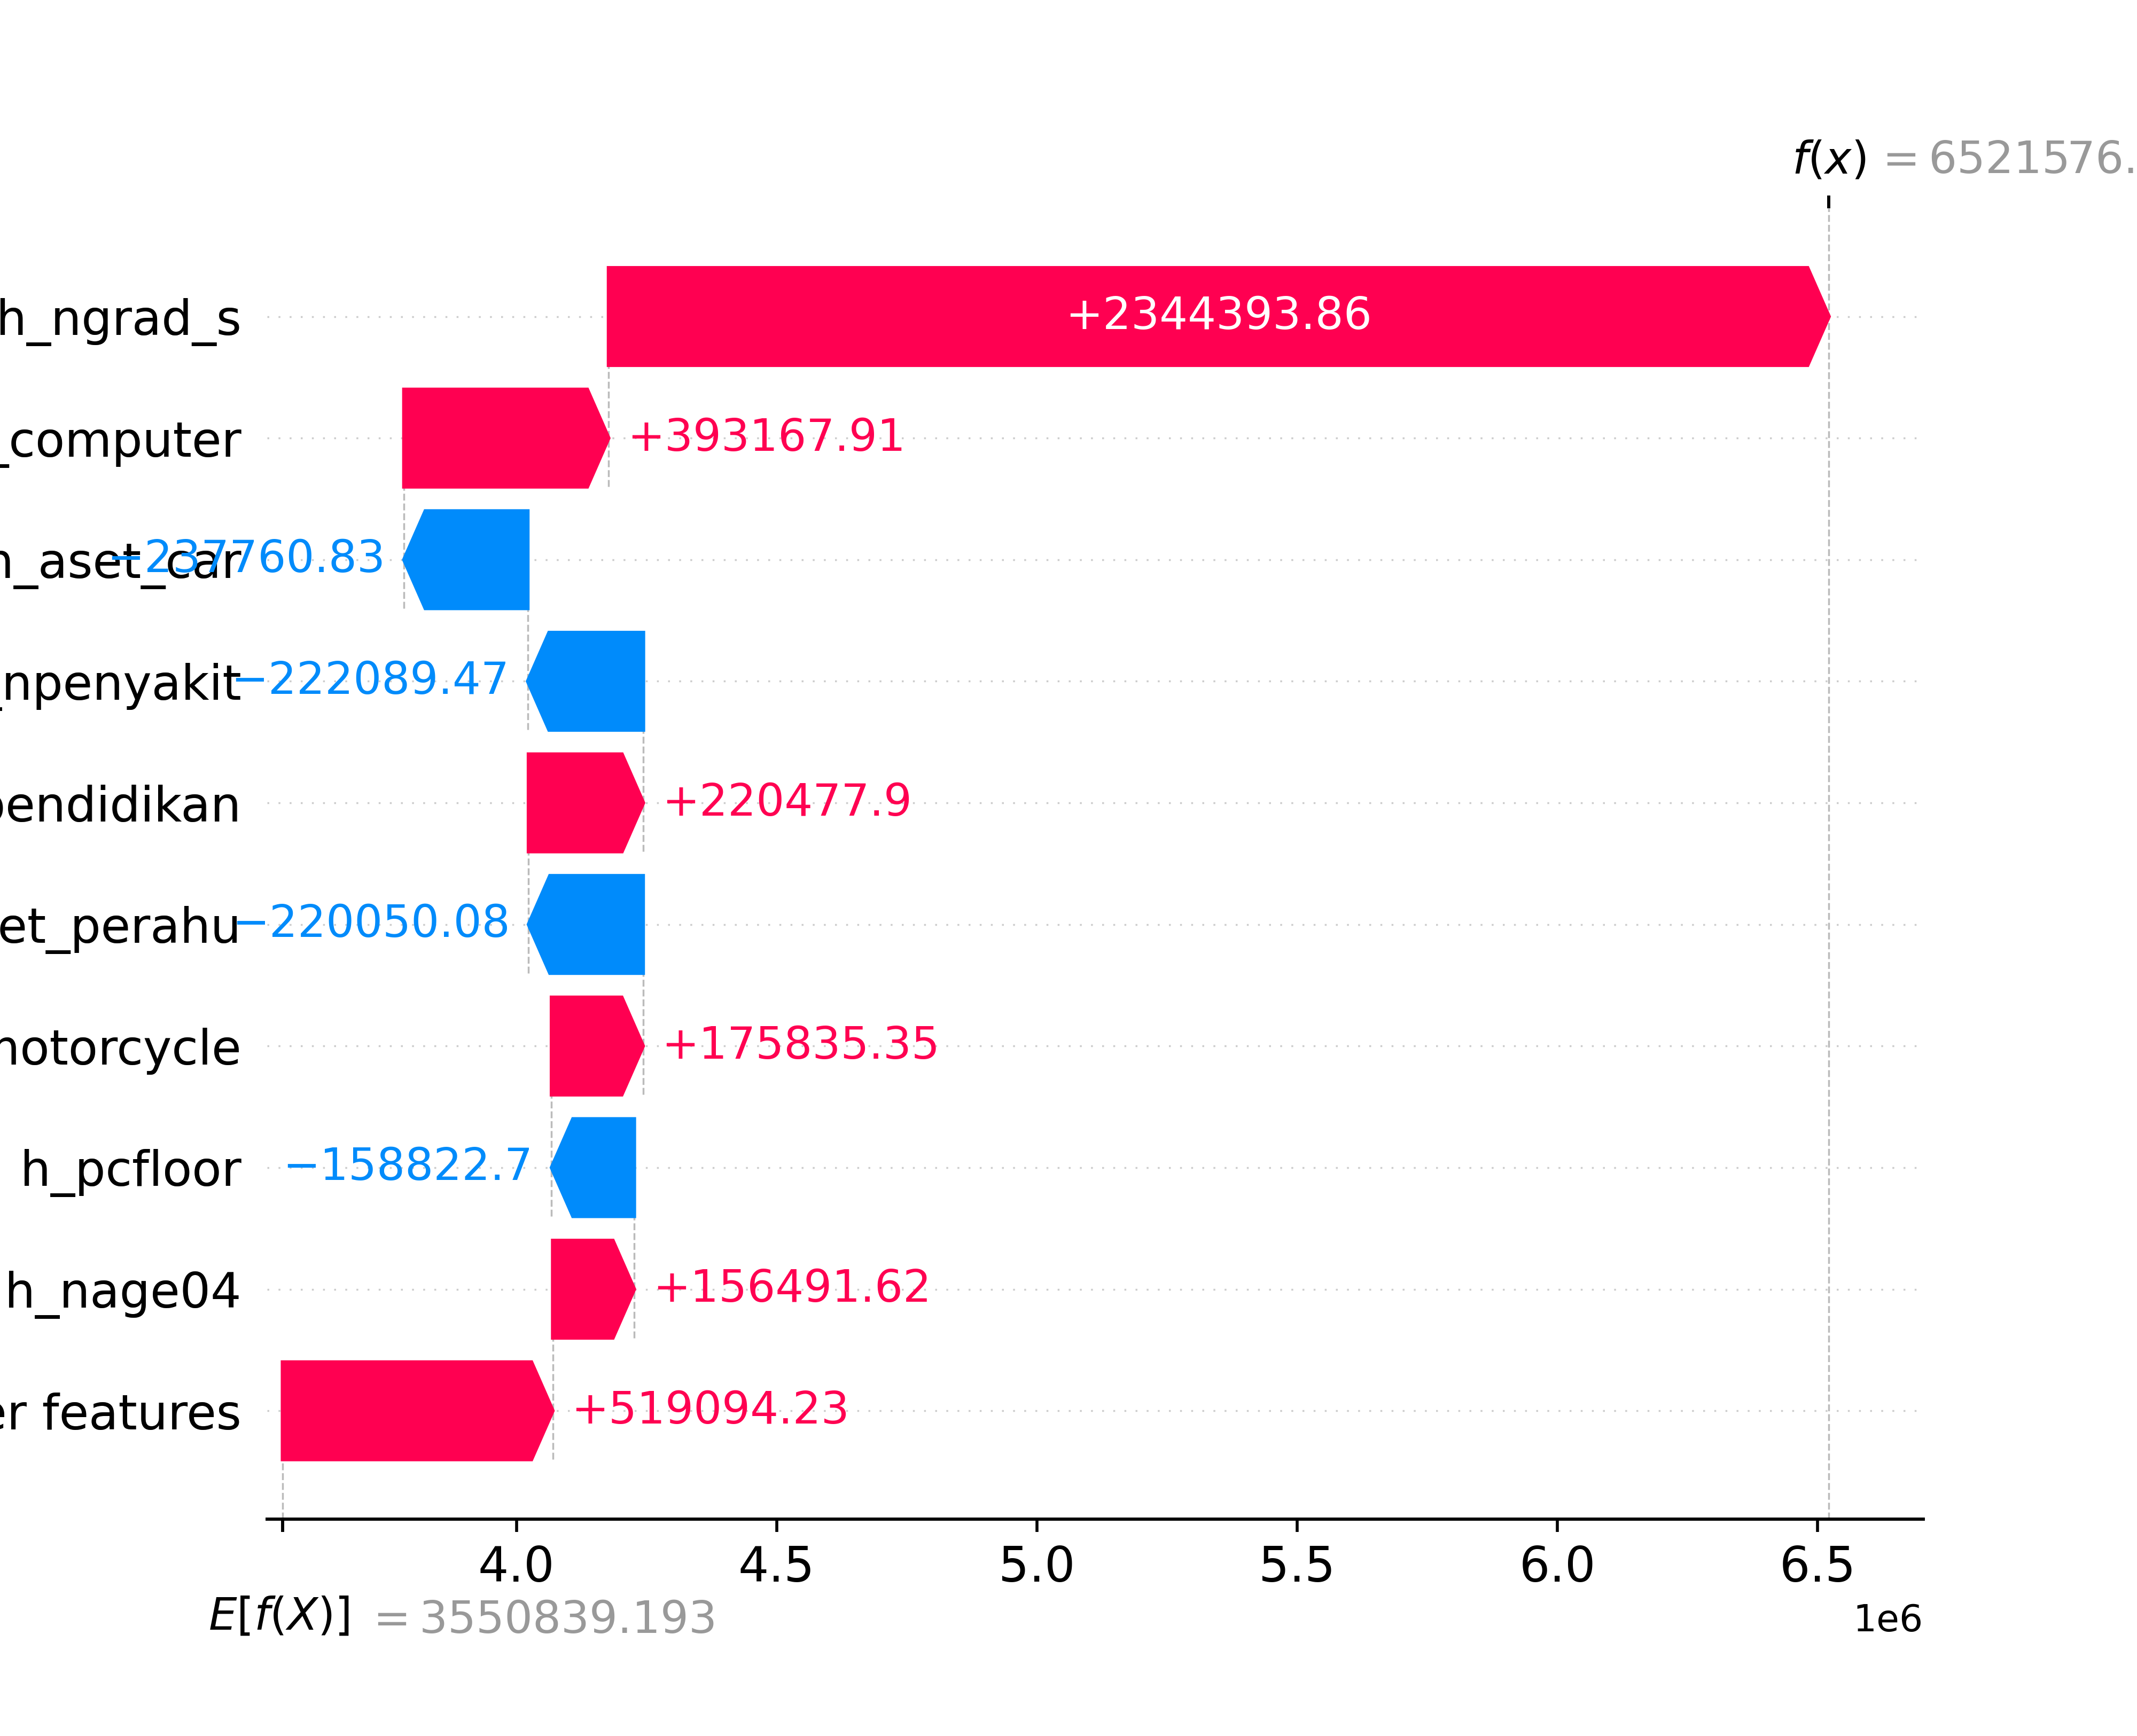 f(x) = 6521576.
h_ngrad_s +2344393.86
_computer +393167.91
_aset_car −237760.83
npenyakit −222089.47
pendidikan +220477.9
et_perahu −220050.08
motorcycle +175835.35
h_pcfloor −158822.7
h_nage04 +156491.62
er features +519094.23
4.0 4.5 5.0 5.5 6.0 6.5
E[f(X)] = 3550839.193
1e6